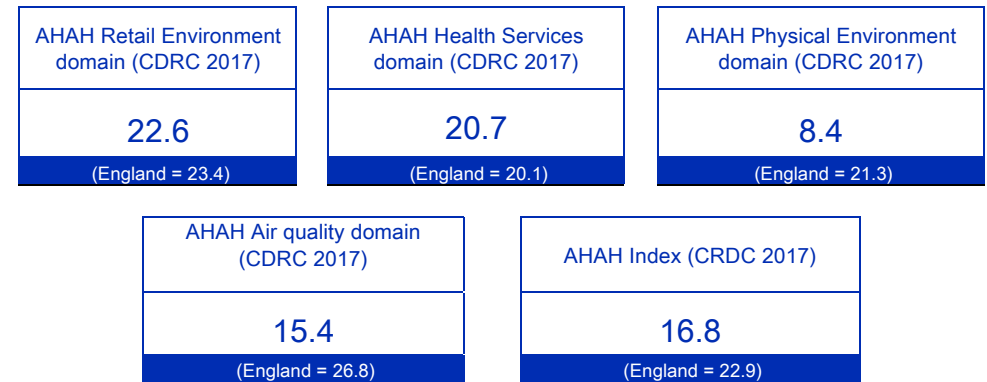 AHAH Retail Environment
domain (CDRC 2017)
22.6
(England = 23.4)
AHAH Health Services
domain (CDRC 2017)
20.7
(England = 20.1)
AHAH Physical Environment
domain (CDRC 2017)
8.4
(England = 21.3)
AHAH Air quality domain
(CDRC 2017)
15.4
(England = 26.8)
AHAH Index (CRDC 2017)
16.8
(England = 22.9)